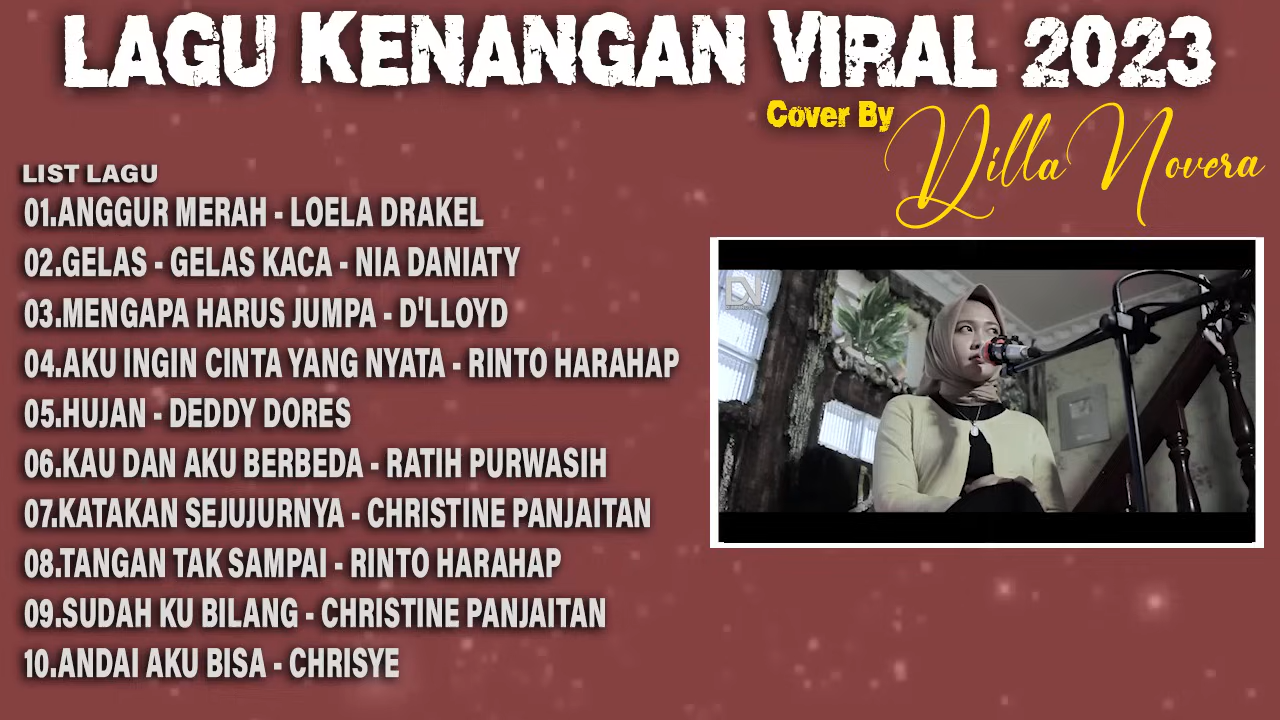 LAGU KENANGAN VIRAL 2023
Cover By Dilla Novera
LIST LAGU
01.ANGGUR MERAH - LOELA DRAKEL
02.GELAS - GELAS KACA - NIA DANIATY
03.MENGAPA HARUS JUMPA - D'LLOYD
04.AKU INGIN CINTA YANG NYATA - RINTO HARAHAP
05.HUJAN - DEDDY DORES
06.KAU DAN AKU BERBEDA - RATIH PURWASIH
07.KATAKAN SEJUJURNYA - CHRISTINE PANJAITAN
08.TANGAN TAK SAMPAI - RINTO HARAHAP
09.SUDAH KU BILANG - CHRISTINE PANJAITAN
10.ANDAI AKU BISA - CHRISYE
DN